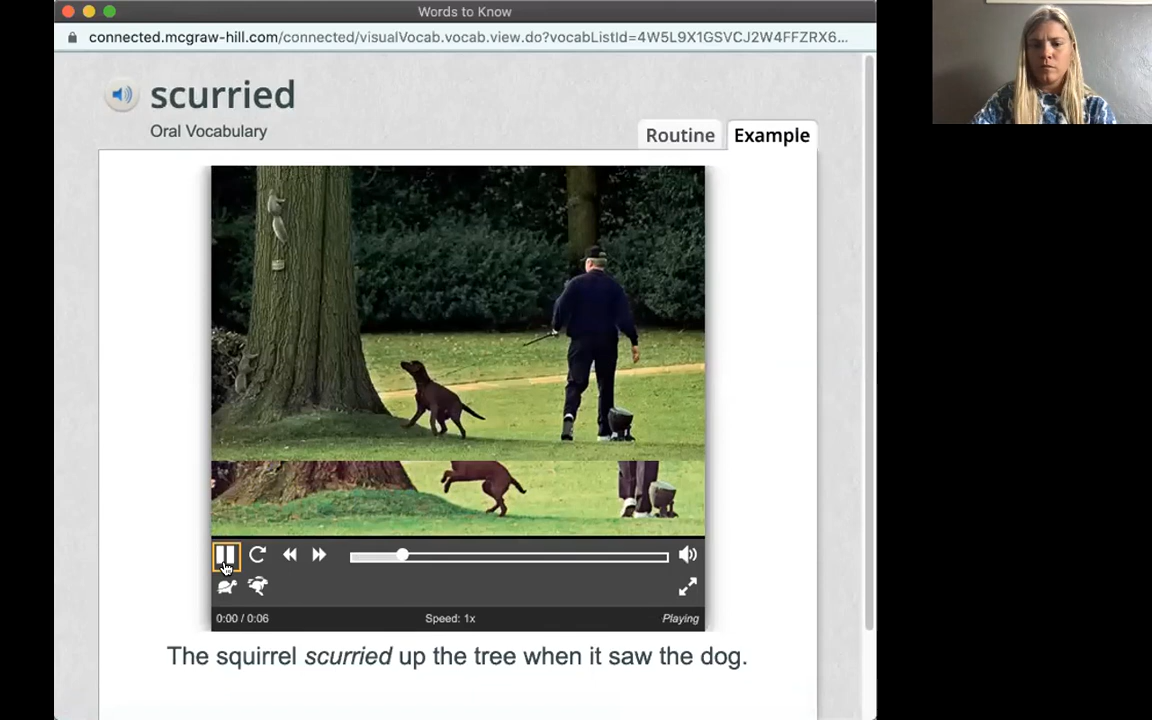 Words to Know
connected.mcgraw-hill.com/connected/visualVocab.vocab.view.do?vocabListId=4W5L9X1GSVCJ2W4FFZRX6...
scurried
Oral Vocabulary
Routine
Example
0:00 / 0:06
Speed: 1x
Playing
The squirrel scurried up the tree when it saw the dog.